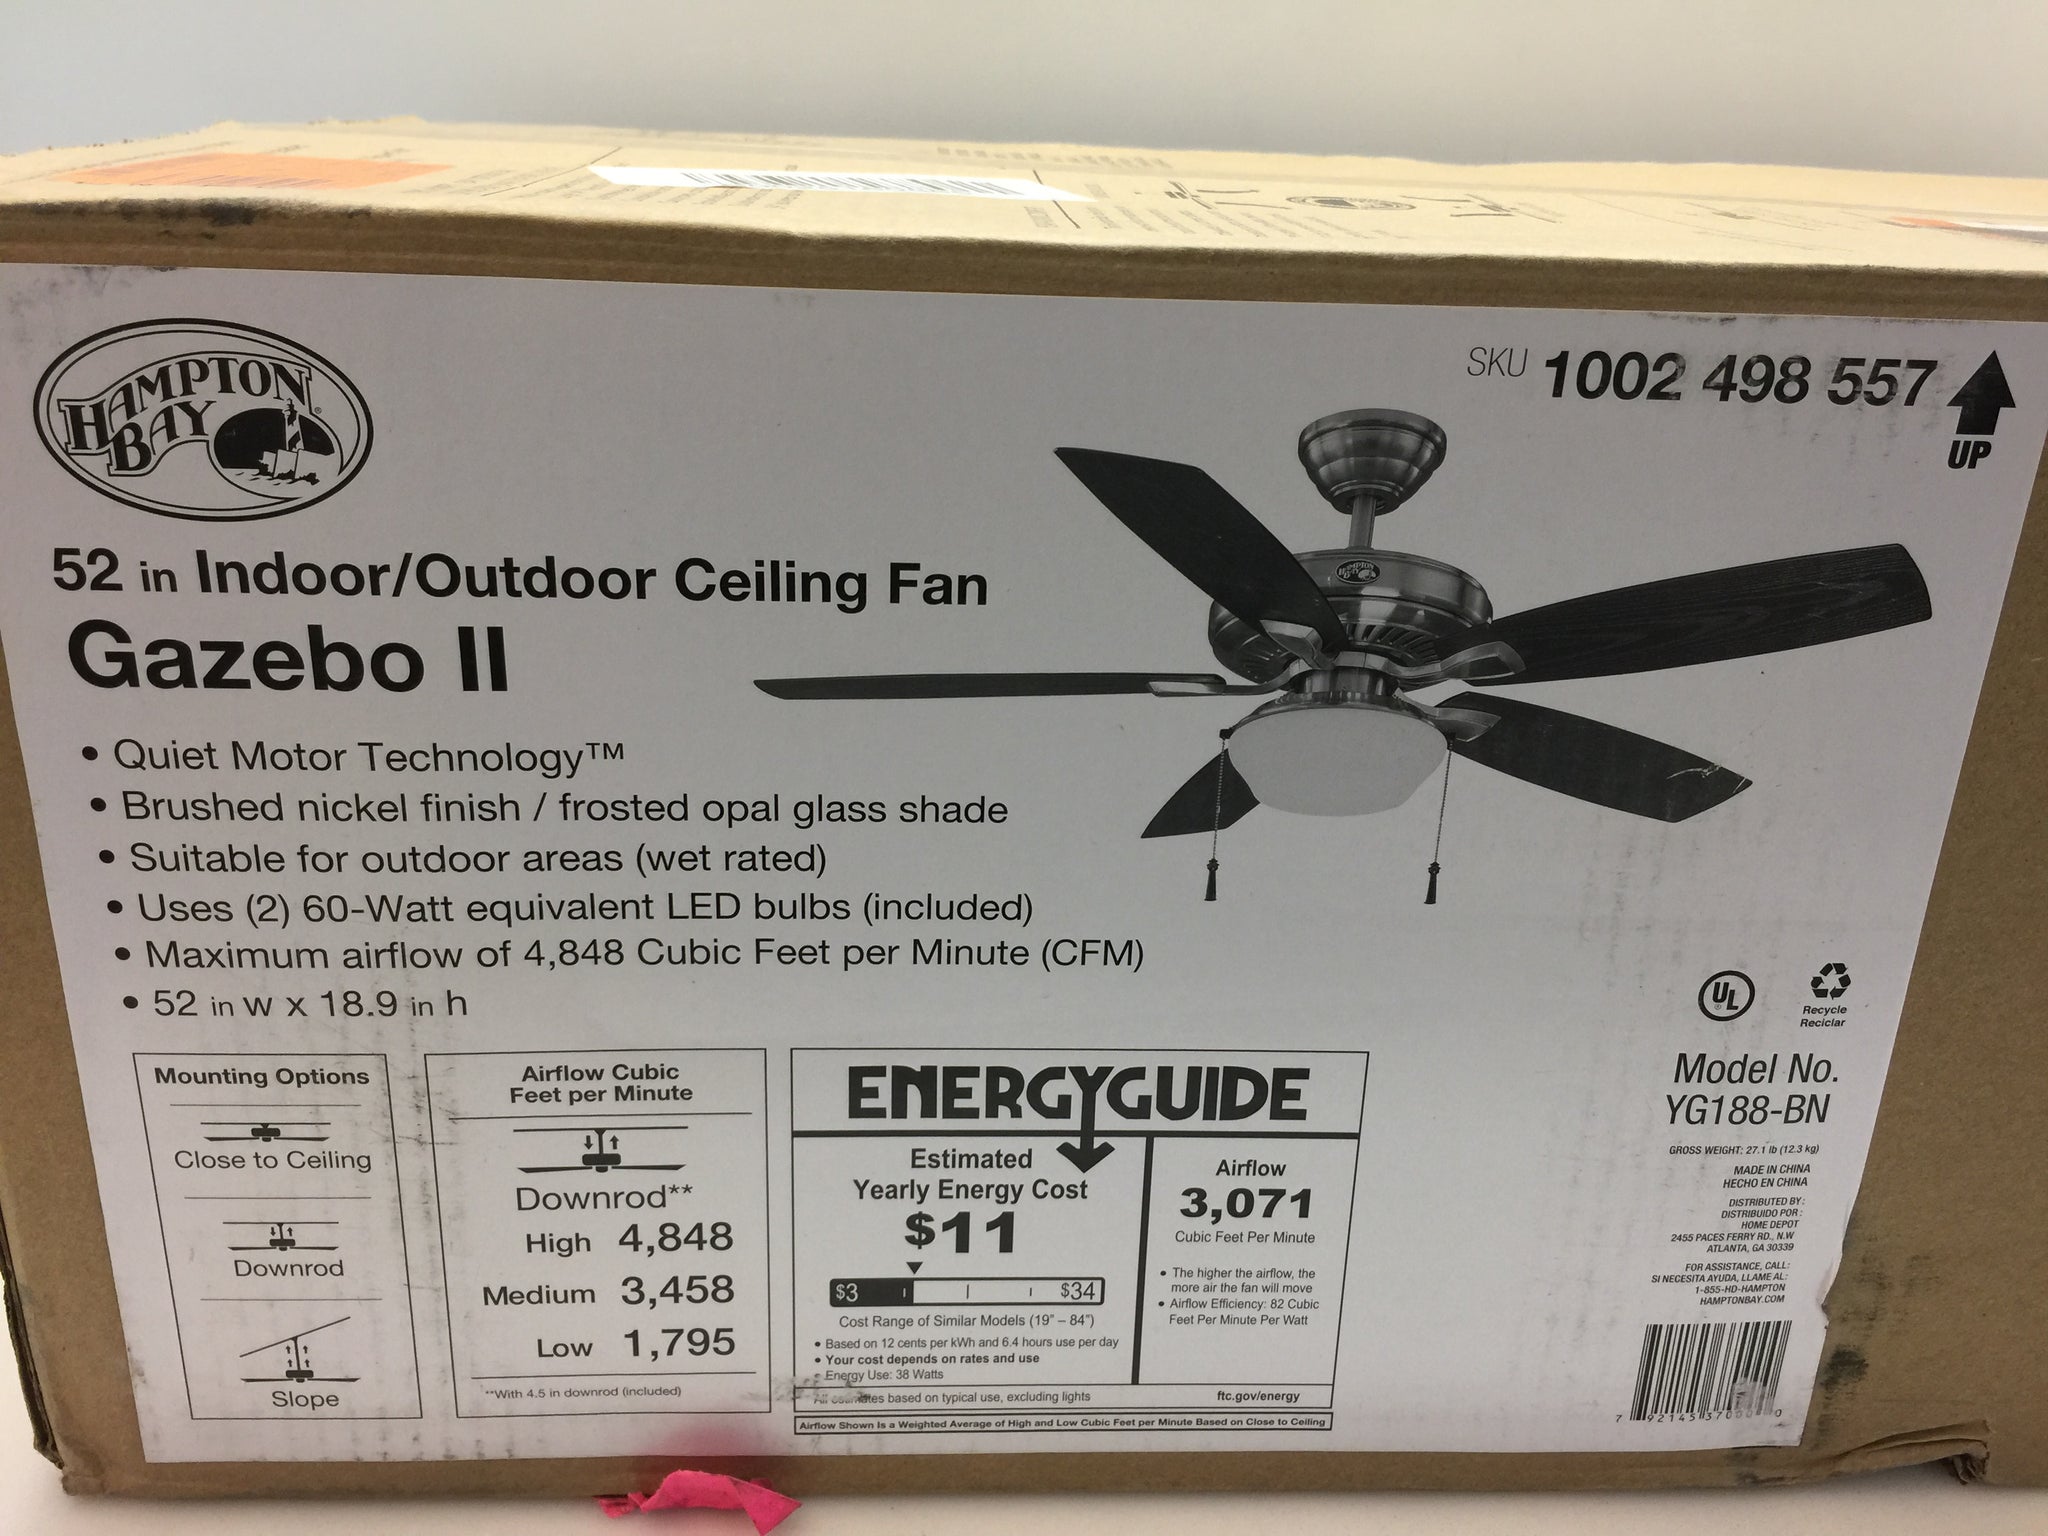 HAMPTON
BAY
®
SKU 1002 498 557
UP
52 in Indoor/Outdoor Ceiling Fan
Gazebo II
HAMPTON
BAY
• Quiet Motor Technology™
• Brushed nickel finish / frosted opal glass shade
• Suitable for outdoor areas (wet rated)
• Uses (2) 60-Watt equivalent LED bulbs (included)
• Maximum airflow of 4,848 Cubic Feet per Minute (CFM)
• 52 in w x 18.9 in h
Mounting Options
Close to Ceiling
Downrod
Slope
Airflow Cubic
Feet per Minute
Downrod**
High 4,848
Medium 3,458
Low 1,795
**With 4.5 in downrod (included)
ENERGYGUIDE
Estimated
Yearly Energy Cost
$11
$3 $34
Cost Range of Similar Models (19" – 84")
• Based on 12 cents per kWh and 6.4 hours use per day
• Your cost depends on rates and use
• Energy Use: 38 Watts
All estimates based on typical use, excluding lights
Airflow
3,071
Cubic Feet Per Minute
• The higher the airflow, the
more air the fan will move
• Airflow Efficiency: 82 Cubic
Feet Per Minute Per Watt
ftc.gov/energy
Airflow Shown Is a Weighted Average of High and Low Cubic Feet per Minute Based on Close to Ceiling
UL
®
Recycle
Reciclar
Model No.
YG188-BN
GROSS WEIGHT: 27.1 lb (12.3 kg)
MADE IN CHINA
HECHO EN CHINA
DISTRIBUTED BY:
DISTRIBUIDO POR :
HOME DEPOT
2455 PACES FERRY RD., N.W
ATLANTA, GA 30339
FOR ASSISTANCE, CALL:
SI NECESITA AYUDA, LLAME AL:
1-855-HD-HAMPTON
HAMPTONBAY.COM